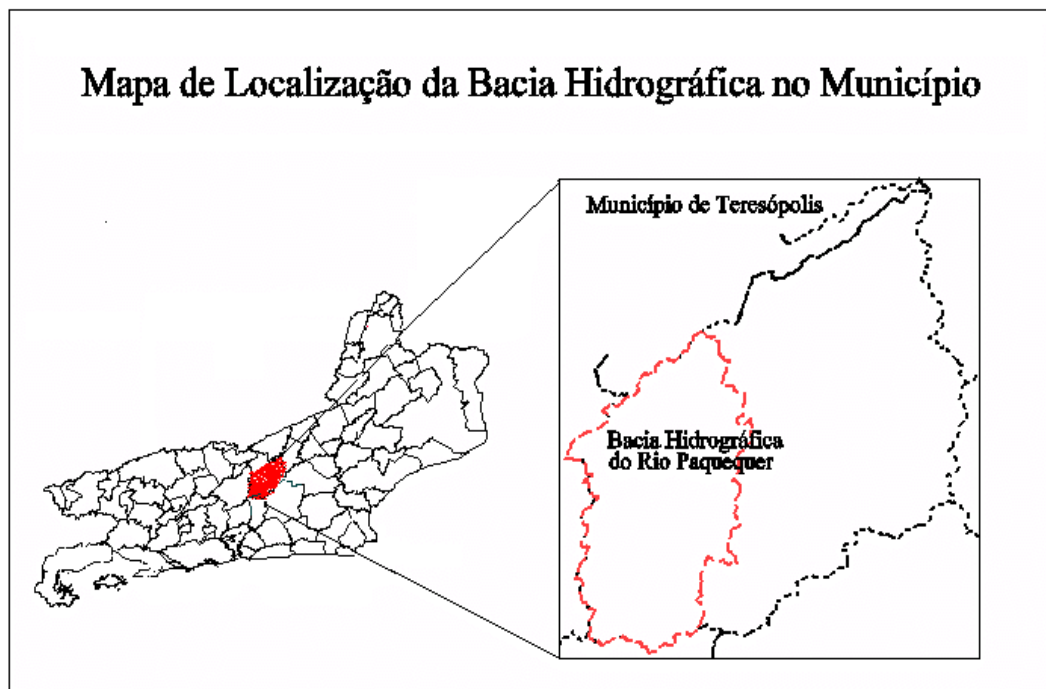 Mapa de Localização da Bacia Hidrográfica no Município
Município de Teresópolis
Bacia Hidrográfica
do Rio Paquequer